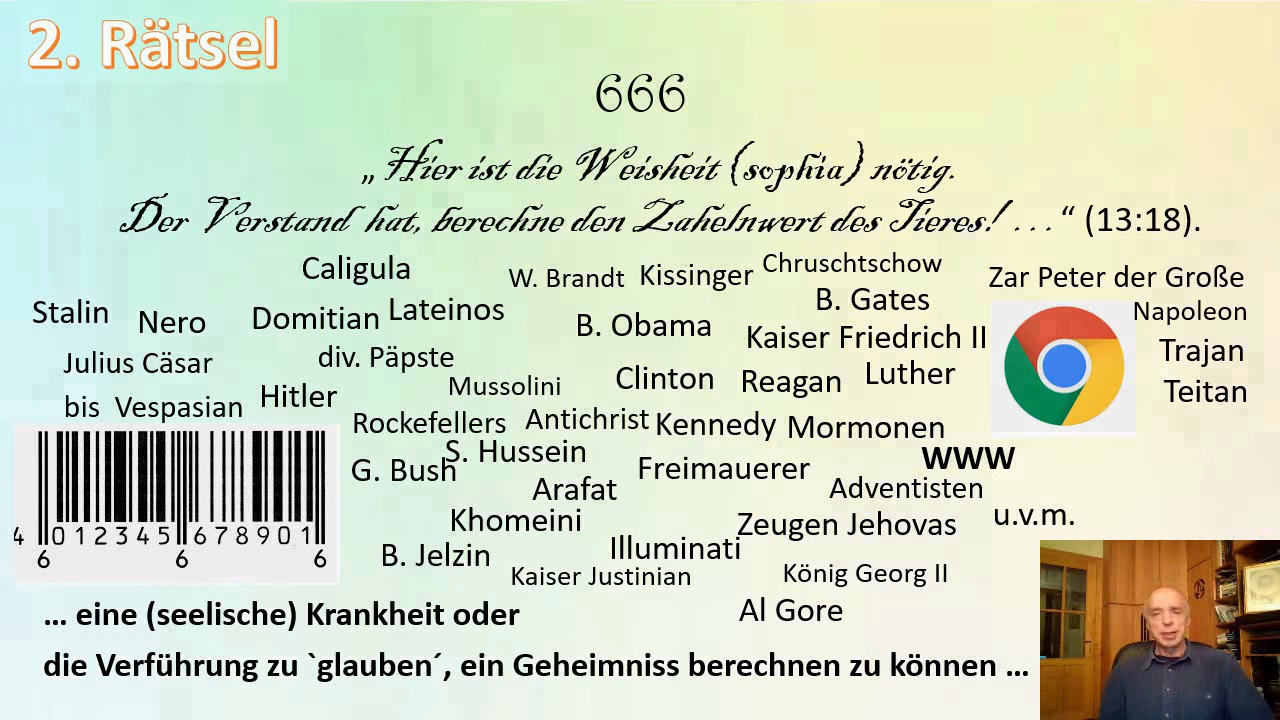 2. Rätsel
666
„Hier ist die Weisheit (sophia) nötig.
Der Verstand hat, berechne den Zahelnwert des Tieres! ...“ (13:18).
Caligula
W. Brandt
Kissinger
Chruschtschow
Zar Peter der Große
Stalin
Nero
Domitian
Lateinos
B. Obama
B. Gates
Kaiser Friedrich II
Napoleon
Trajan
Julius Cäsar
div. Päpste
Mussolini
Clinton
Reagan
Luther
Teitan
bis Vespasian
Hitler
Rockefellers
Antichrist
Kennedy
Mormonen
G. Bush
S. Hussein
Freimauerer
WWW
Arafat
Adventisten
Khomeini
Zeugen Jehovas
u.v.m.
B. Jelzin
Illuminati
Kaiser Justinian
König Georg II
Al Gore
4 012345 678901
6 6 6
... eine (seelische) Krankheit oder
die Verführung zu `glauben´, ein Geheimniss berechnen zu können ...